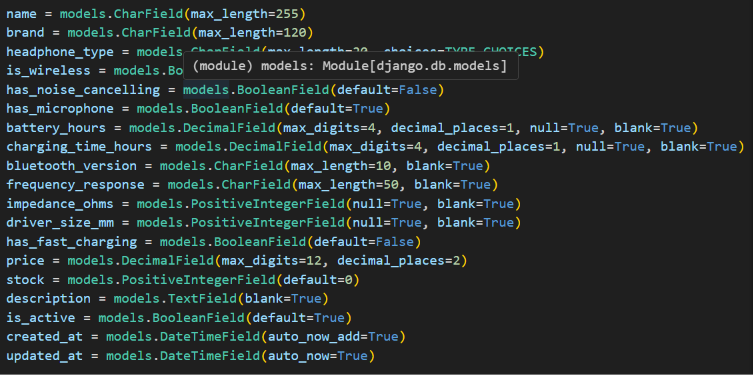 name = models.CharField(max_length=255)
brand = models.CharField(max_length=120)
headphone_type = models.CharField(max_length=20, choices=TYPE_CHOICES)
is_wireless = models.Bo
(module) models: Module[django.db.models]
has_noise_cancelling = models.BooleanField(default=False)
has_microphone = models.BooleanField(default=True)
battery_hours = models.DecimalField(max_digits=4, decimal_places=1, null=True, blank=True)
charging_time_hours = models.DecimalField(max_digits=4, decimal_places=1, null=True, blank=True)
bluetooth_version = models.CharField(max_length=10, blank=True)
frequency_response = models.CharField(max_length=50, blank=True)
impedance_ohms = models.PositiveIntegerField(null=True, blank=True)
driver_size_mm = models.PositiveIntegerField(null=True, blank=True)
has_fast_charging = models.BooleanField(default=False)
price = models.DecimalField(max_digits=12, decimal_places=2)
stock = models.PositiveIntegerField(default=0)
description = models.TextField(blank=True)
is_active = models.BooleanField(default=True)
created_at = models.DateTimeField(auto_now_add=True)
updated_at = models.DateTimeField(auto_now=True)